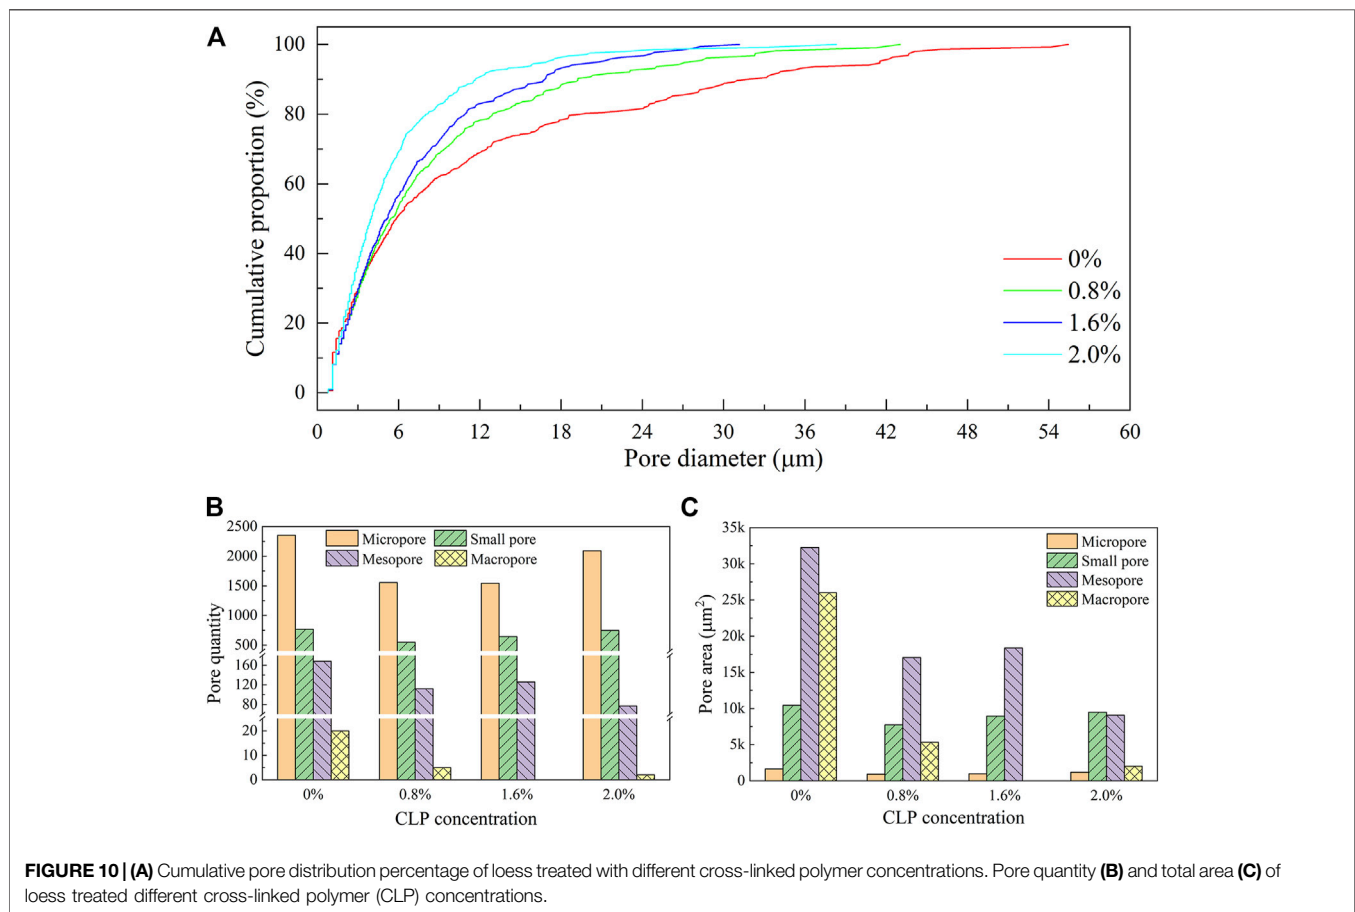 A
100
80
60
40
20
0
Cumulative proportion (%)
0%
0.8%
1.6%
2.0%
0 6 12 18 24 30 36 42 48 54 60
Pore diameter (μm)
B
2500
2000
1500
1000
500
160
120
80
20
10
0
Pore quantity
Micropore
Small pore
Mesopore
Macropore
0% 0.8% 1.6% 2.0%
CLP concentration
C
35k
30k
25k
20k
15k
10k
5k
0
Pore area (μm²)
Micropore
Small pore
Mesopore
Macropore
0% 0.8% 1.6% 2.0%
CLP concentration
FIGURE 10 | (A) Cumulative pore distribution percentage of loess treated with different cross-linked polymer concentrations. Pore quantity (B) and total area (C) of
loess treated different cross-linked polymer (CLP) concentrations.